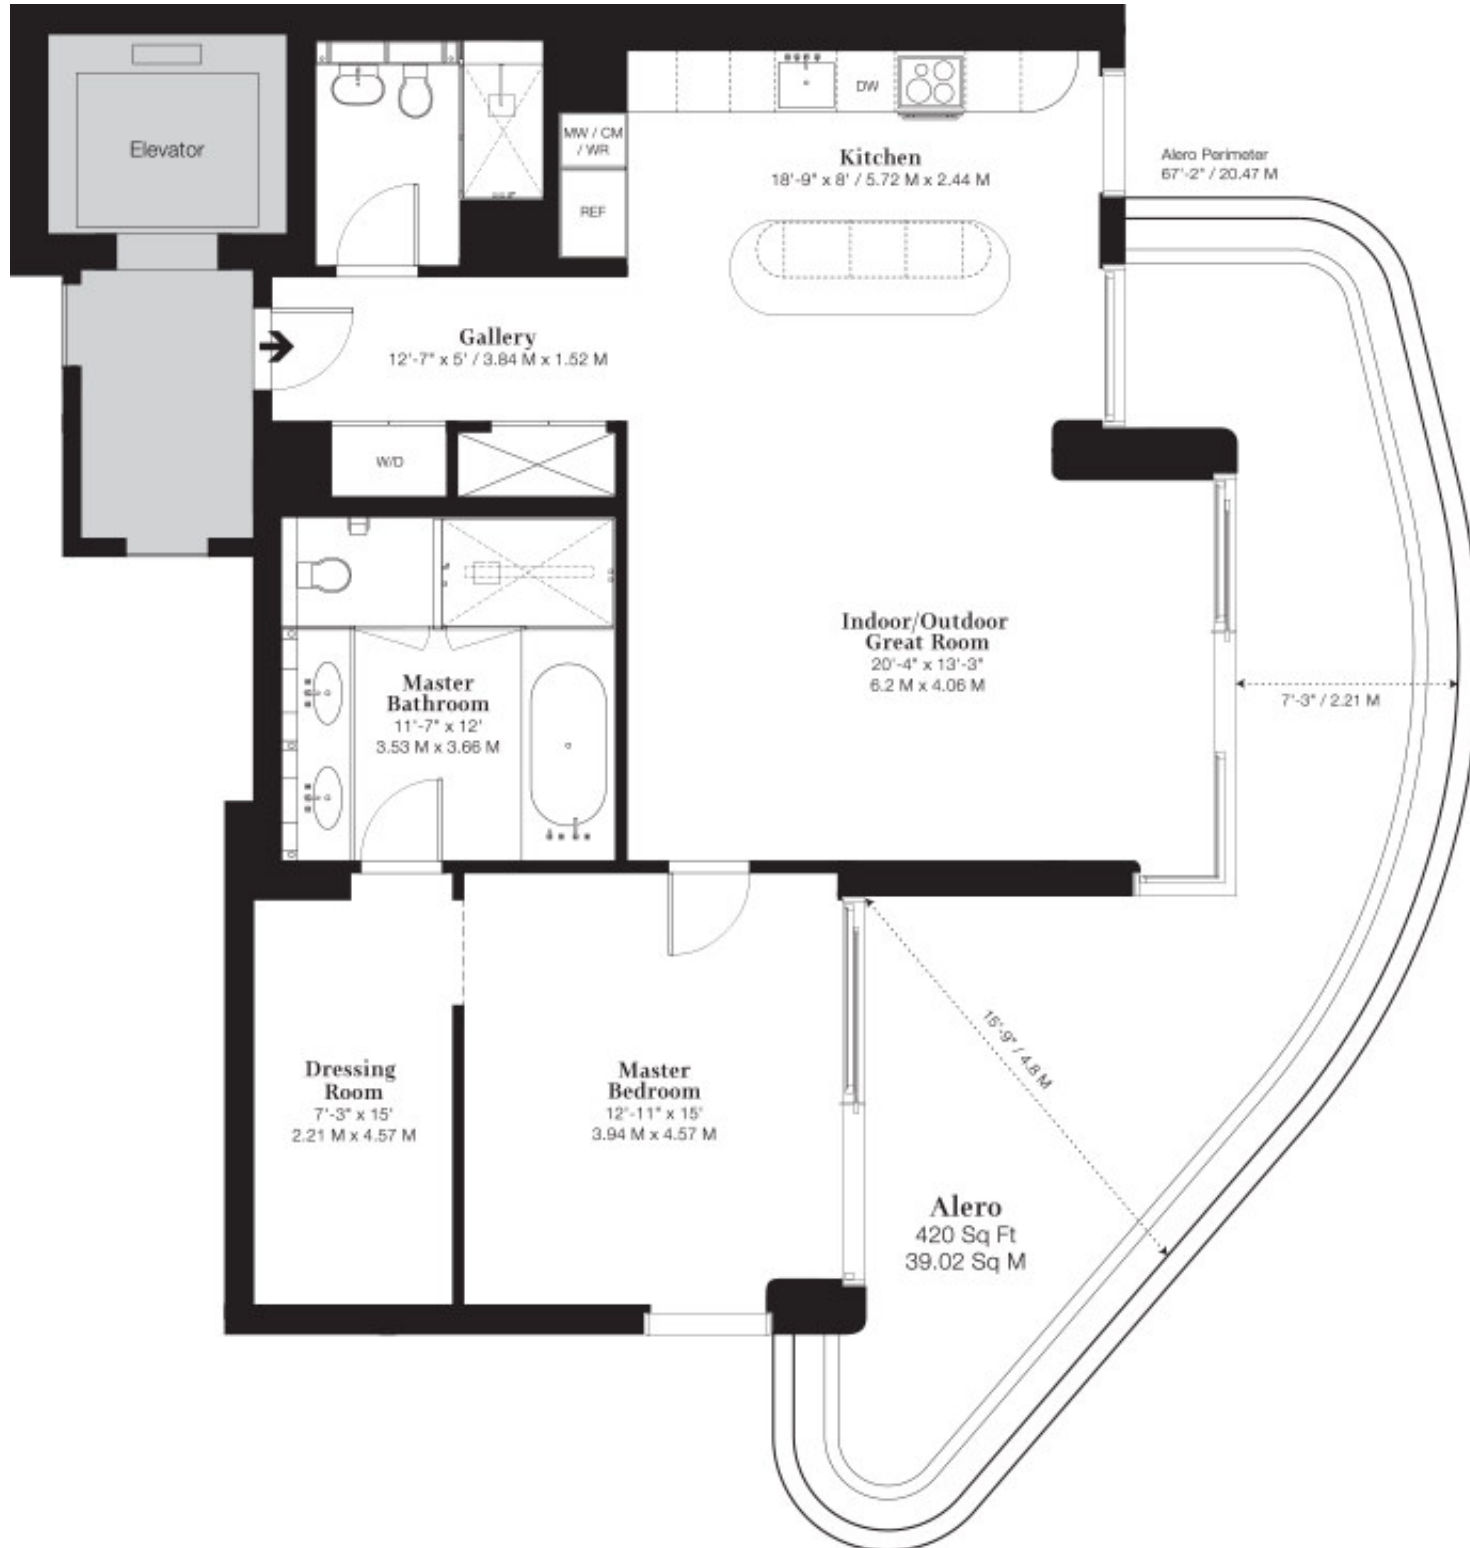 Elevator
MW / CM
/ WR
REF
DW
Kitchen
18'-9" x 8' / 5.72 M x 2.44 M
Alero Perimeter
67'-2" / 20.47 M
Gallery
12'-7" x 5' / 3.84 M x 1.52 M
W/D
Indoor/Outdoor
Great Room
20'-4" x 13'-3"
6.2 M x 4.06 M
7'-3" / 2.21 M
Master
Bathroom
11'-7" x 12'
3.53 M x 3.66 M
15'-9" / 4.8 M
Dressing
Room
7'-3" x 15'
2.21 M x 4.57 M
Master
Bedroom
12'-11" x 15'
3.94 M x 4.57 M
Alero
420 Sq Ft
39.02 Sq M